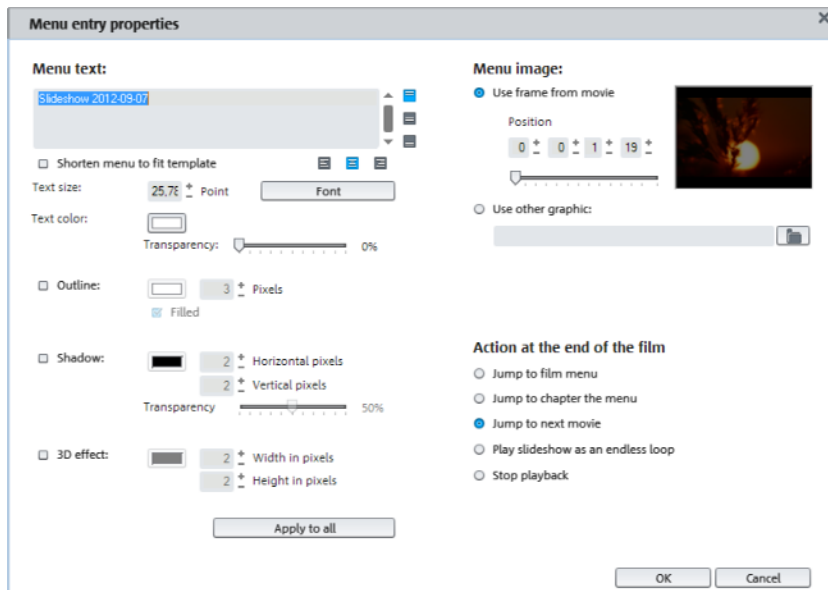 Menu entry properties
Menu text:
Slideshow 2012-09-07
Shorten menu to fit template
Text size: 25,78 Point Font
Text color:
Transparency: 0%
Outline: 3 Pixels
Filled
Shadow: 2 Horizontal pixels
2 Vertical pixels
Transparency 50%
3D effect: 2 Width in pixels
2 Height in pixels
Apply to all
Menu image:
Use frame from movie
Position
0 0 1 19
Use other graphic:
Action at the end of the film
Jump to film menu
Jump to chapter the menu
Jump to next movie
Play slideshow as an endless loop
Stop playback
OK Cancel